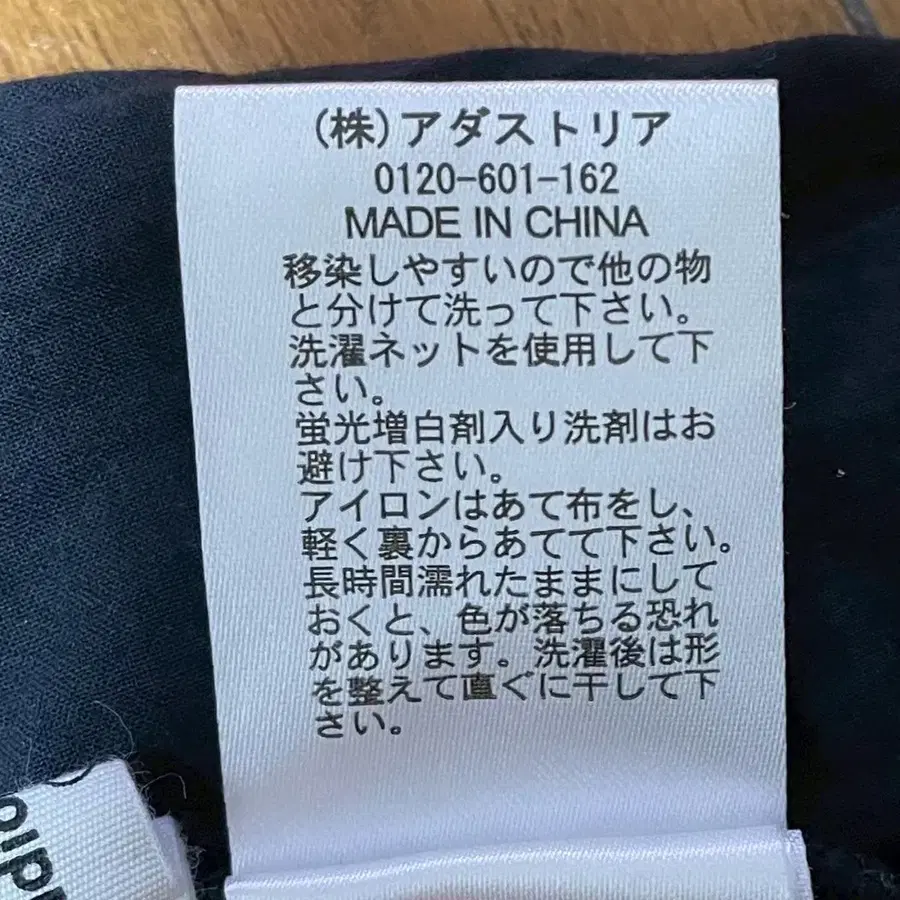 (株)アダストリア
0120-601-162
MADE IN CHINA
移染しやすいので他の物
と分けて洗って下さい。
洗濯ネットを使用して下
さい。
蛍光増白剤入り洗剤はお
避け下さい。
アイロンはあて布をし、
軽く裏からあてて下さい。
長時間濡れたままにして
おくと、色が落ちる恐れ
があります。洗濯後は形
を整えて直ぐに干して下
さい。